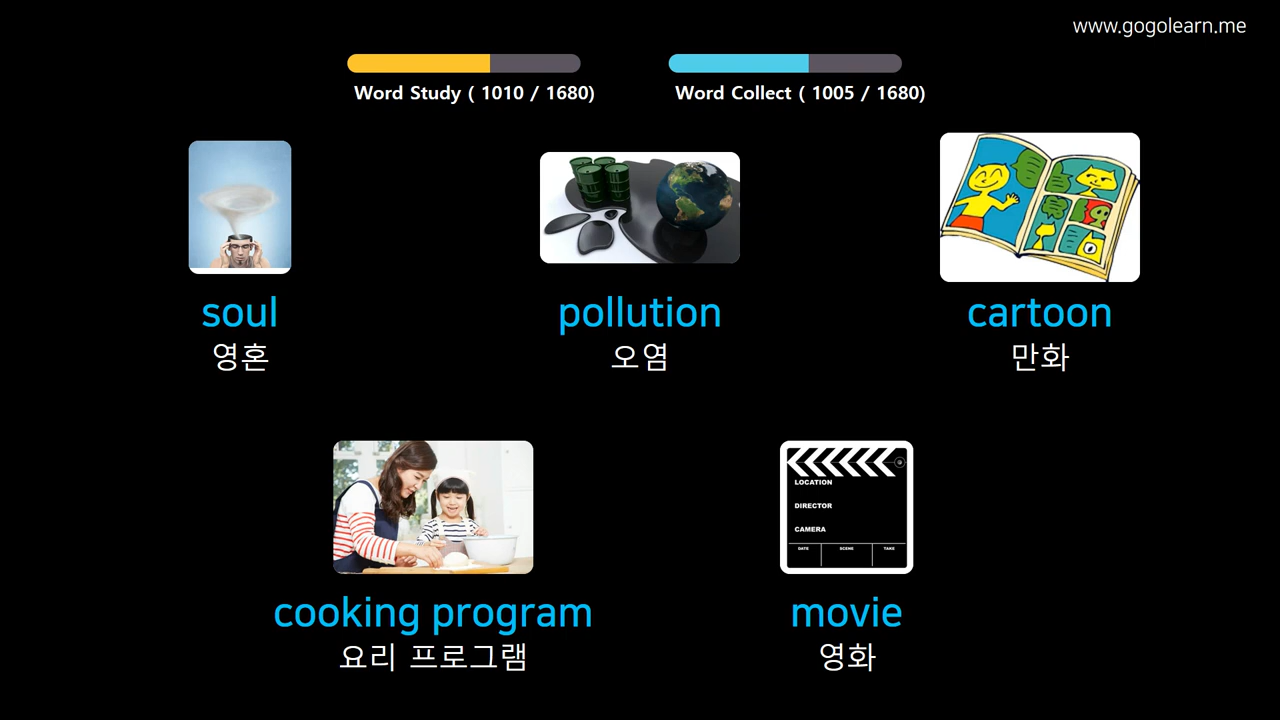 www.gogolearn.me
Word Study ( 1010 / 1680)
Word Collect ( 1005 / 1680)
soul
영혼
pollution
오염
cartoon
만화
LOCATION
DIRECTOR
CAMERA
DATE SCENE TAKE
cooking program
요리 프로그램
movie
영화